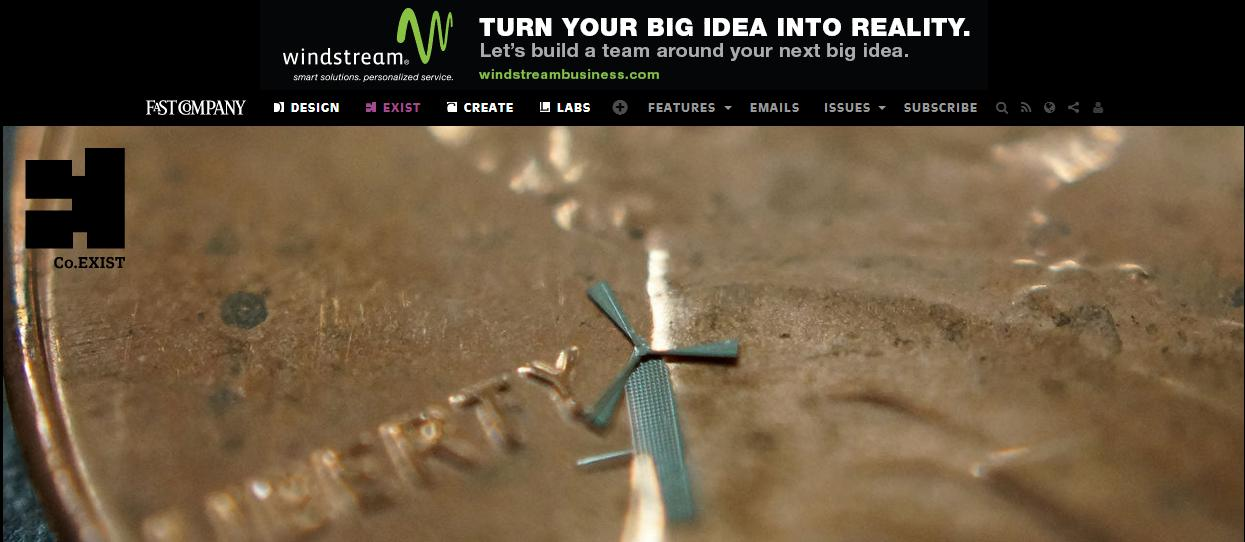 windstream®
smart solutions. personalized service.
TURN YOUR BIG IDEA INTO REALITY.
Let's build a team around your next big idea.
windstreambusiness.com
FAST COMPANY DESIGN EXIST CREATE LABS FEATURES EMAILS ISSUES SUBSCRIBE
Co.EXIST
LIBERTY